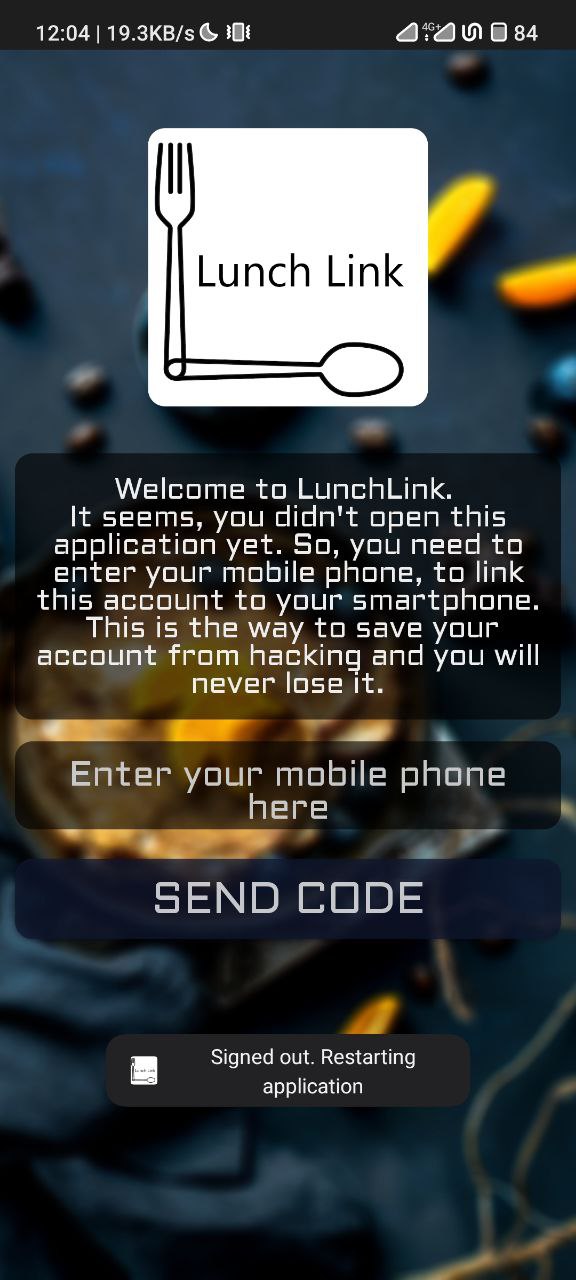 12:04 | 19.3KB/s 4G+ 84
Lunch Link
Welcome to LunchLink.
It seems, you didn't open this
application yet. So, you need to
enter your mobile phone, to link
this account to your smartphone.
This is the way to save your
account from hacking and you will
never lose it.
Enter your mobile phone
here
SEND CODE
Signed out. Restarting
application